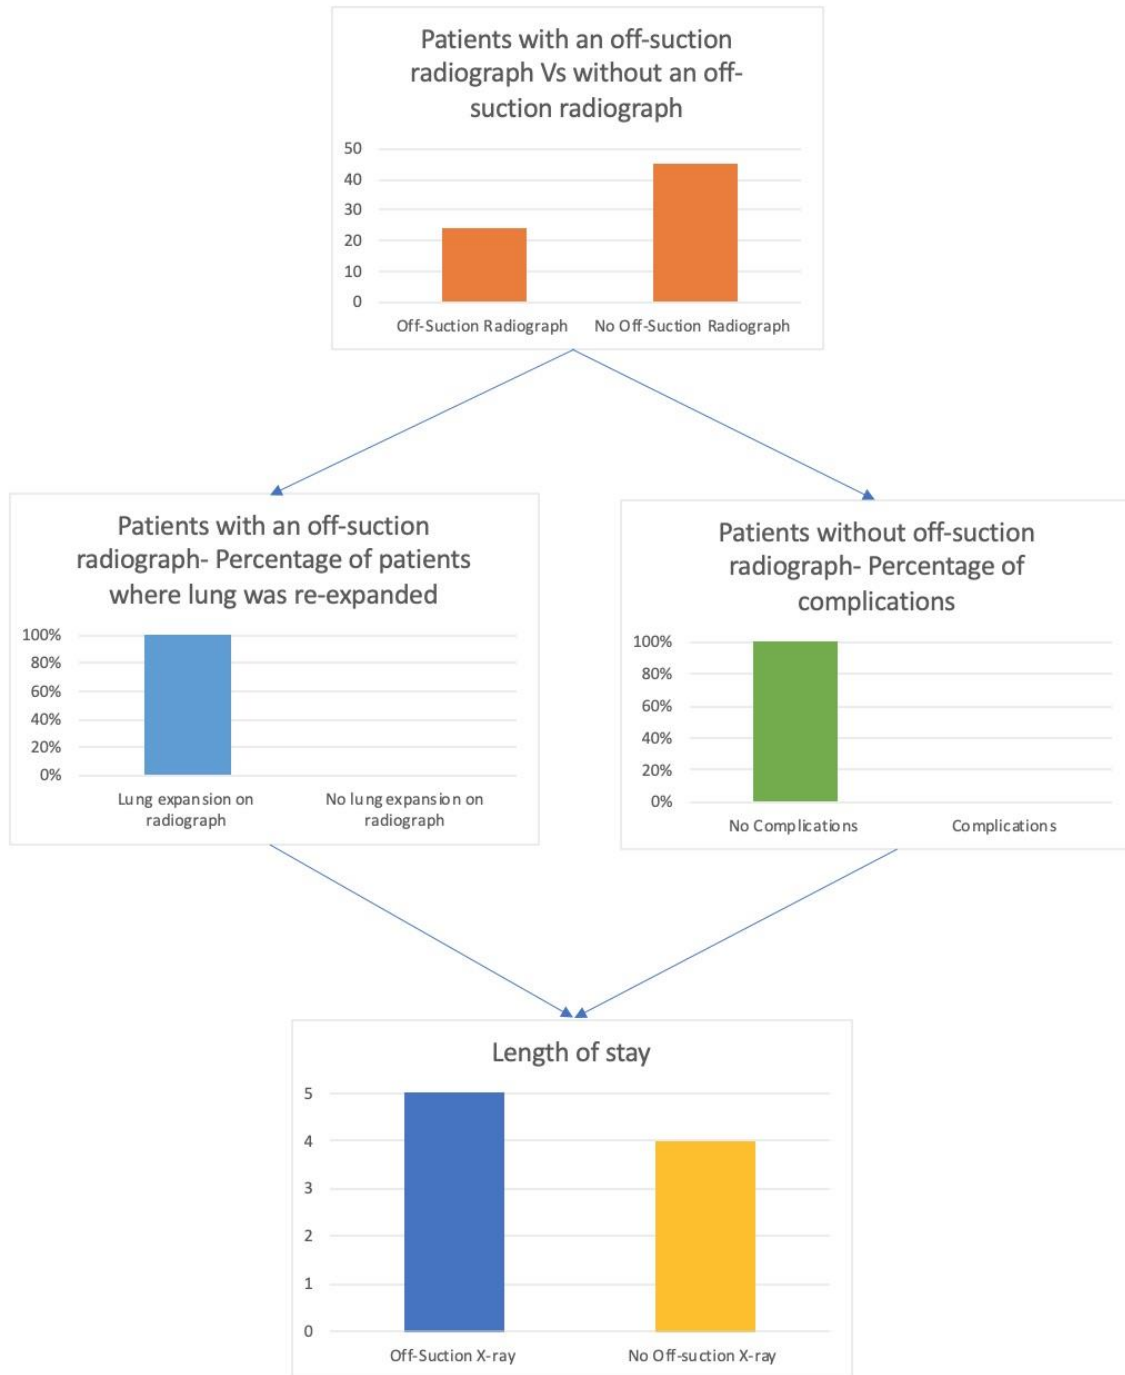 Patients with an off-suction
radiograph Vs without an off-
suction radiograph
50
40
30
20
10
0
Off-Suction Radiograph
No Off-Suction Radiograph
Patients with an off-suction
radiograph- Percentage of patients
where lung was re-expanded
100%
80%
60%
40%
20%
0%
Lung expansion on
radiograph
No lung expansion on
radiograph
Patients without off-suction
radiograph- Percentage of
complications
100%
80%
60%
40%
20%
0%
No Complications
Complications
Length of stay
5
4
3
2
1
0
Off-Suction X-ray
No Off-suction X-ray